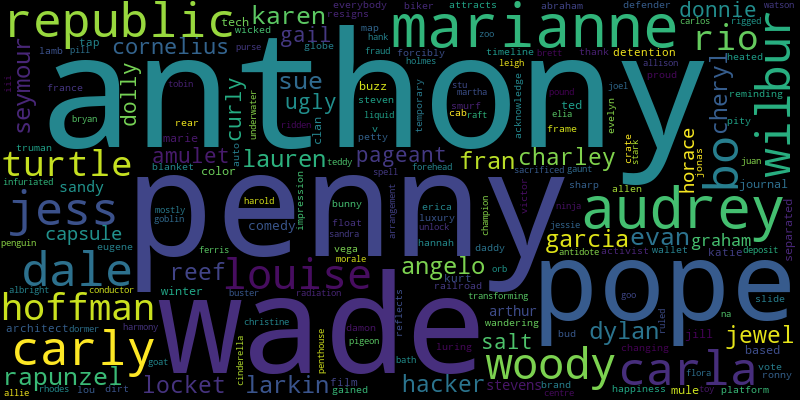 republic
tech
karen
attracts
everybody
biker
abraham
defender
carlos
rigged
watson
donnie
resigns
wicked
cornelius
rap
gail
purse
globe
map
hank
fraud
forcibly
zoo
timeline
thank
brett
detention
rio
heated
lamb
pill
marianne
anthony
seymour
iii
tobin
france
dolly
curly
sue
ugly
underwater
clan
buzz
steven
liquid
v
petty
holmes
stu
martha
smurf
cab
raft
leigh
temporary
acknowledge
pound
ted
elia
frame
joel
evelyn
allison
proud
cheryl
reminding
pity
wilbur
bryan
rear
ridden
truman
marie
turtle
amulet
auto
lauren
teddy
pageant
forehead
fran
charley
crate
stark
horace
jonas
bo
juan
infuriated
sandy
blanket
color
impression
spell
sacrificed
gaunt
sharp
allen
journal
separated
penny
harold
bunny
mostly
goblin
comedy
float
sandra
arrangement
erica
luxury
unlock
hannah
champion
victor
ninja
jessie
audrey
jess
capsule
eugene
penguin
ferris
vega
morale
daddy
garcia
evan
antidote
activist
wallet
graham
katie
deposit
dale
albright
conductor
reef
louise
angelo
kurt
orb
railroad
transforming
pope
goo
ruled
slide
na
hoffman
winter
buster
radiation
wade
reflects
arthur
wandering
salt
bud
dylan
architect
dormer
harmony
christine
damon
pigeon
luring
changing
jill
jewel
based
carly
goat
cinderella
penthouse
bath
woody
carla
flora
vote
ronny
rapunzel
locket
larkin
film
gained
hacker
stevens
brand
centre
happiness
mule
toy
platform
allie
rhodes
lou
dirt